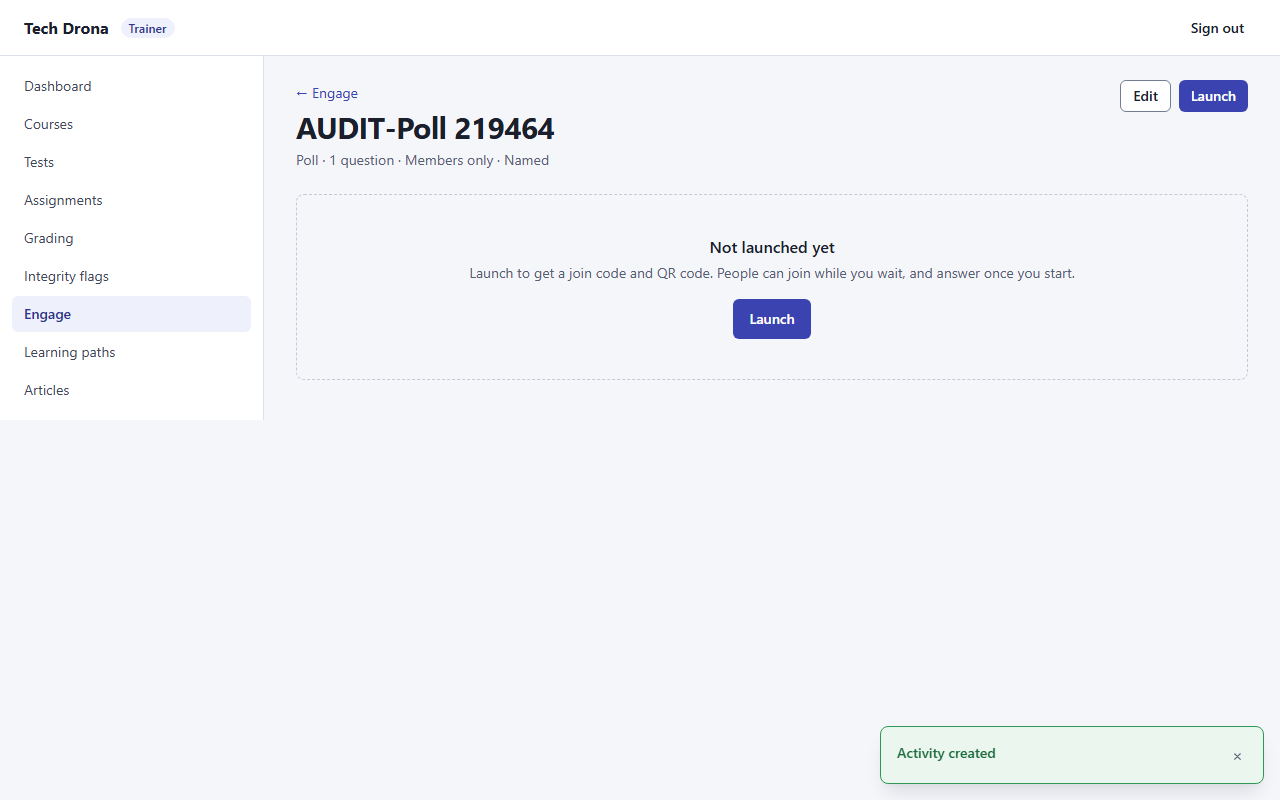 Tech Drona
Trainer
Sign out
Dashboard
Courses
Tests
Assignments
Grading
Integrity flags
Engage
Learning paths
Articles
← Engage
AUDIT-Poll 219464
Poll · 1 question · Members only · Named
Edit
Launch
Not launched yet
Launch to get a join code and QR code. People can join while you wait, and answer once you start.
Launch
Activity created
×